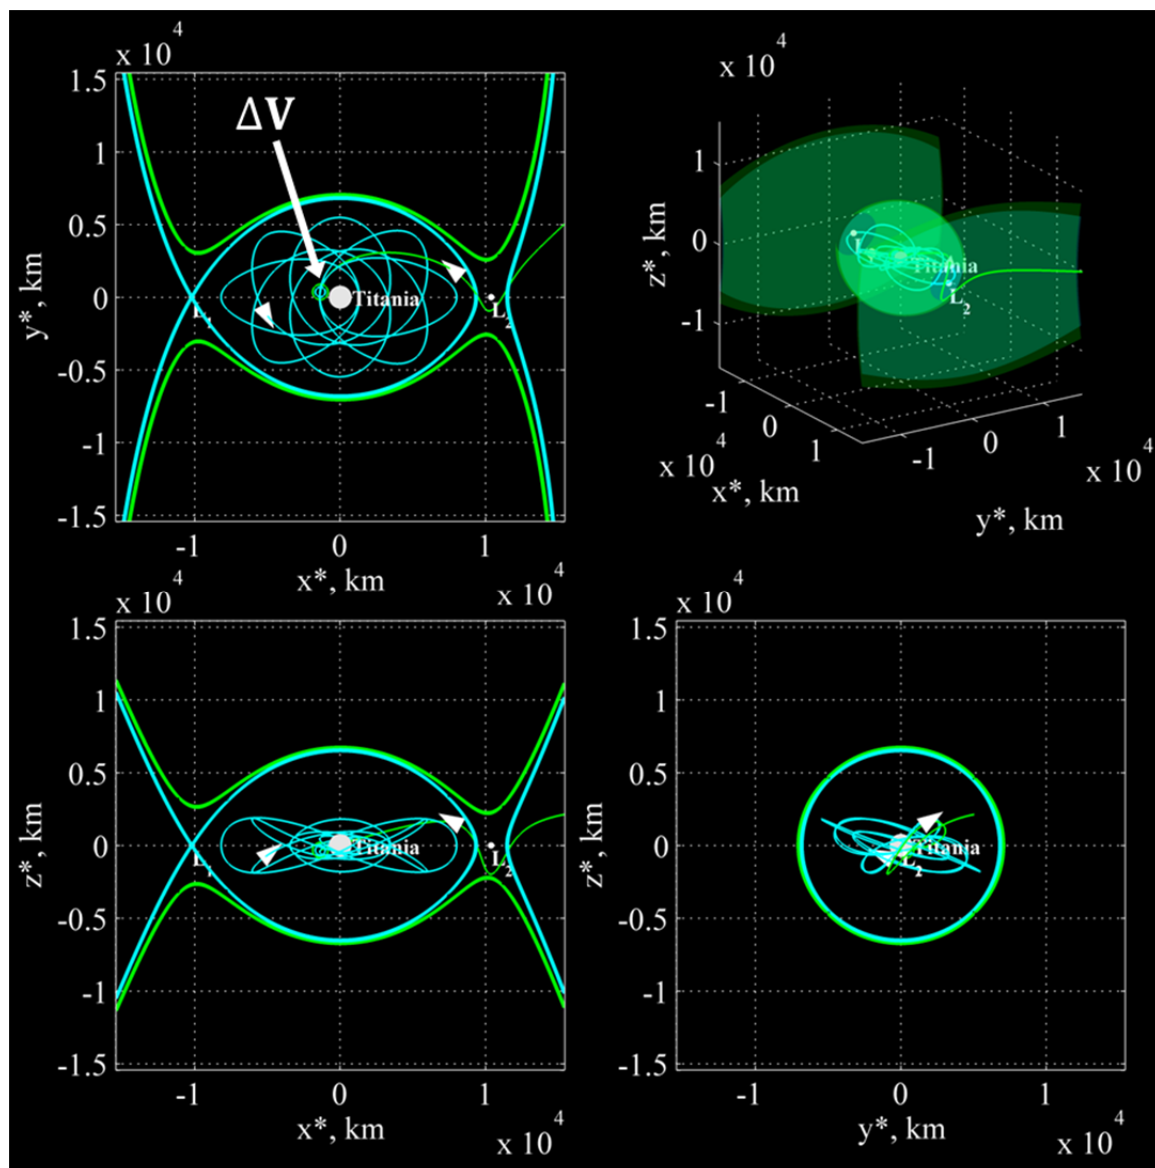 x 10^4
1.5
1
0.5
0
-0.5
-1
-1.5
y*, km
ΔV
Titania
L1
L2
-1 0 1
x*, km
x 10^4
x 10^4
1
0
-1
z*, km
L1
Titania
L2
-1
0
1
x 10^4
x*, km
-1
0
1
x 10^4
y*, km
x 10^4
1.5
1
0.5
0
-0.5
-1
-1.5
z*, km
Titania
L1
L2
-1 0 1
x*, km
x 10^4
x 10^4
1.5
1
0.5
0
-0.5
-1
-1.5
z*, km
Titania
L2
-1 0 1
y*, km
x 10^4